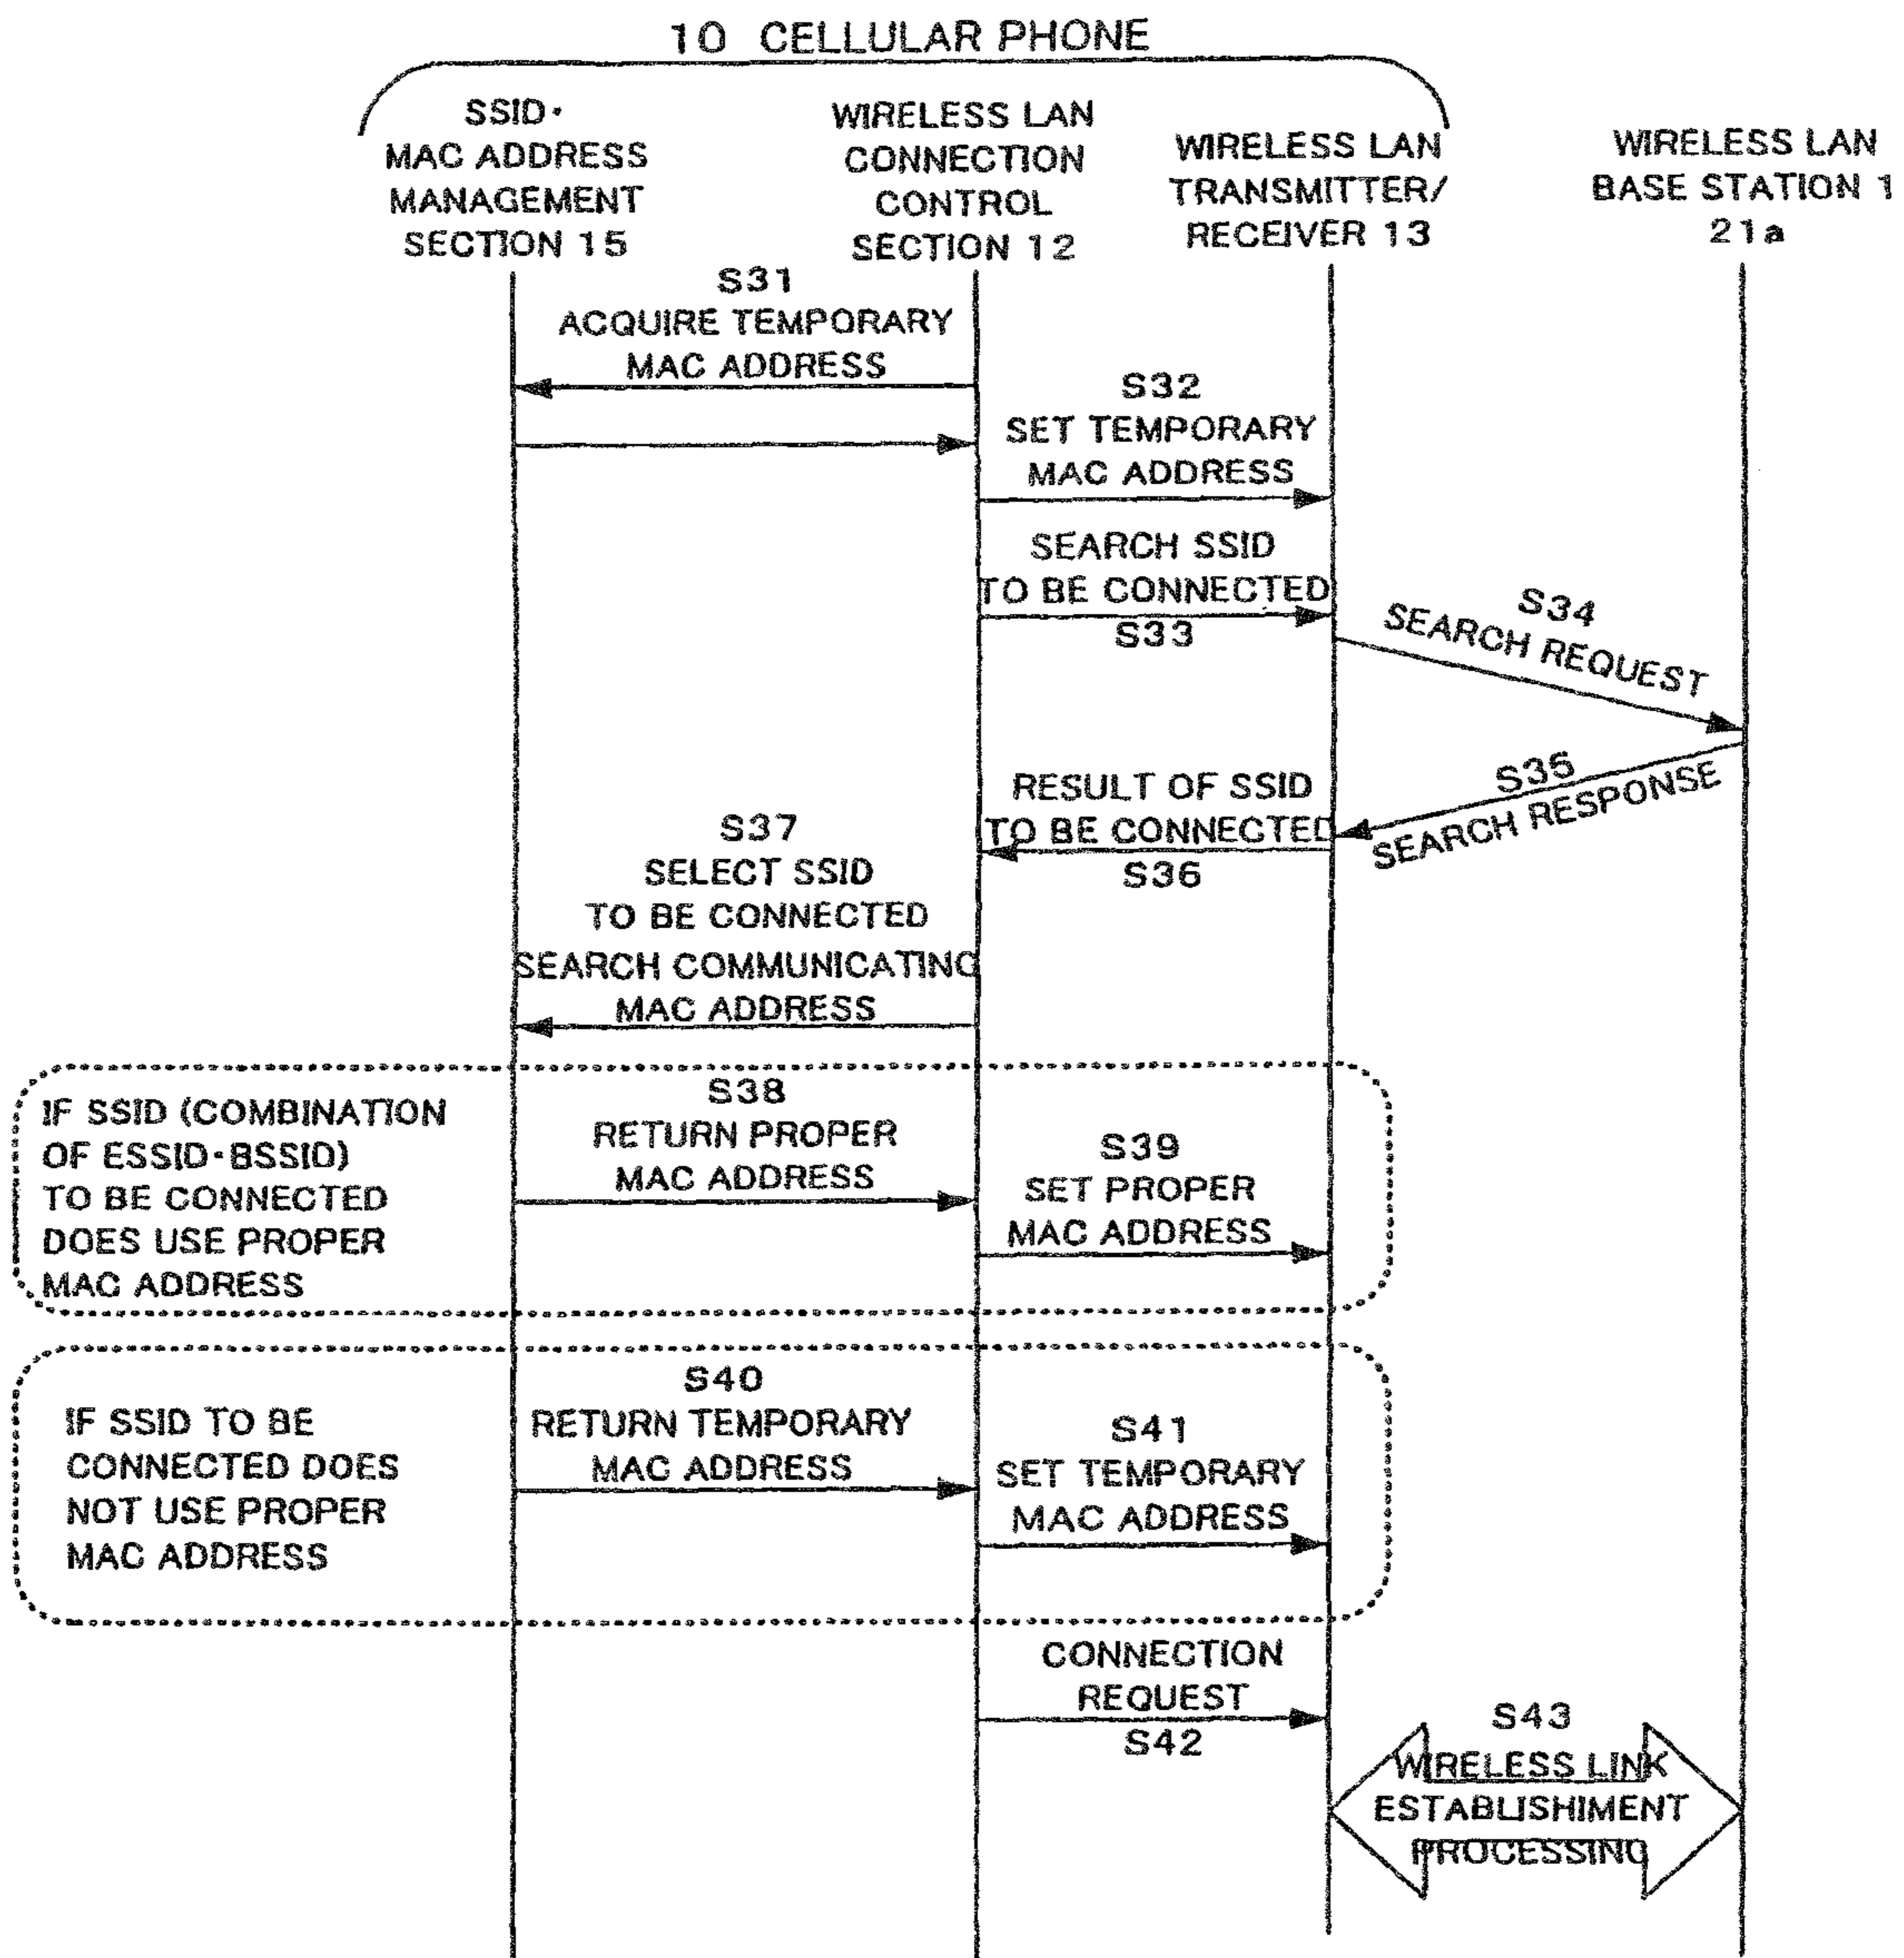 10 CELLULAR PHONE
SSID·
MAC ADDRESS
MANAGEMENT
SECTION 15
WIRELESS LAN
CONNECTION
CONTROL
SECTION 12
WIRELESS LAN
TRANSMITTER/
RECEIVER 13
WIRELESS LAN
BASE STATION 1
21a
S31
ACQUIRE TEMPORARY
MAC ADDRESS
S32
SET TEMPORARY
MAC ADDRESS
SEARCH SSID
TO BE CONNECTED
S33
S34
SEARCH REQUEST
S35
SEARCH RESPONSE
RESULT OF SSID
TO BE CONNECTED
S36
S37
SELECT SSID
TO BE CONNECTED
SEARCH COMMUNICATING
MAC ADDRESS
IF SSID (COMBINATION
OF ESSID·BSSID)
TO BE CONNECTED
DOES USE PROPER
MAC ADDRESS
S38
RETURN PROPER
MAC ADDRESS
S39
SET PROPER
MAC ADDRESS
IF SSID TO BE
CONNECTED DOES
NOT USE PROPER
MAC ADDRESS
S40
RETURN TEMPORARY
MAC ADDRESS
S41
SET TEMPORARY
MAC ADDRESS
CONNECTION
REQUEST
S42
S43
WIRELESS LINK
ESTABLISHIMENT
PROCESSING